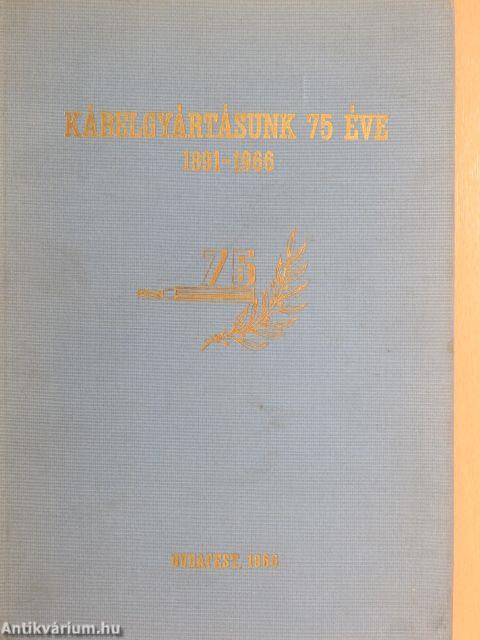 KÁBELGYÁRTÁSUNK 75 ÉVE
1891-1966
75
BUDAPEST, 1966
Antikvárium.hu